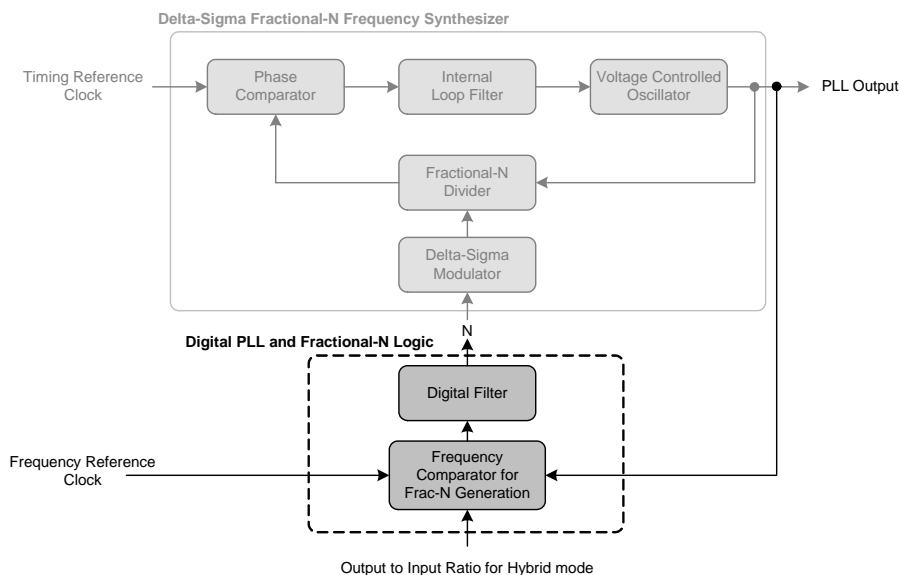 Delta-Sigma Fractional-N Frequency Synthesizer
Timing Reference
Clock
Phase
Comparator
Internal
Loop Filter
Voltage Controlled
Oscillator
PLL Output
Fractional-N
Divider
Delta-Sigma
Modulator
N
Digital PLL and Fractional-N Logic
Digital Filter
Frequency Reference
Clock
Frequency
Comparator for
Frac-N Generation
Output to Input Ratio for Hybrid mode